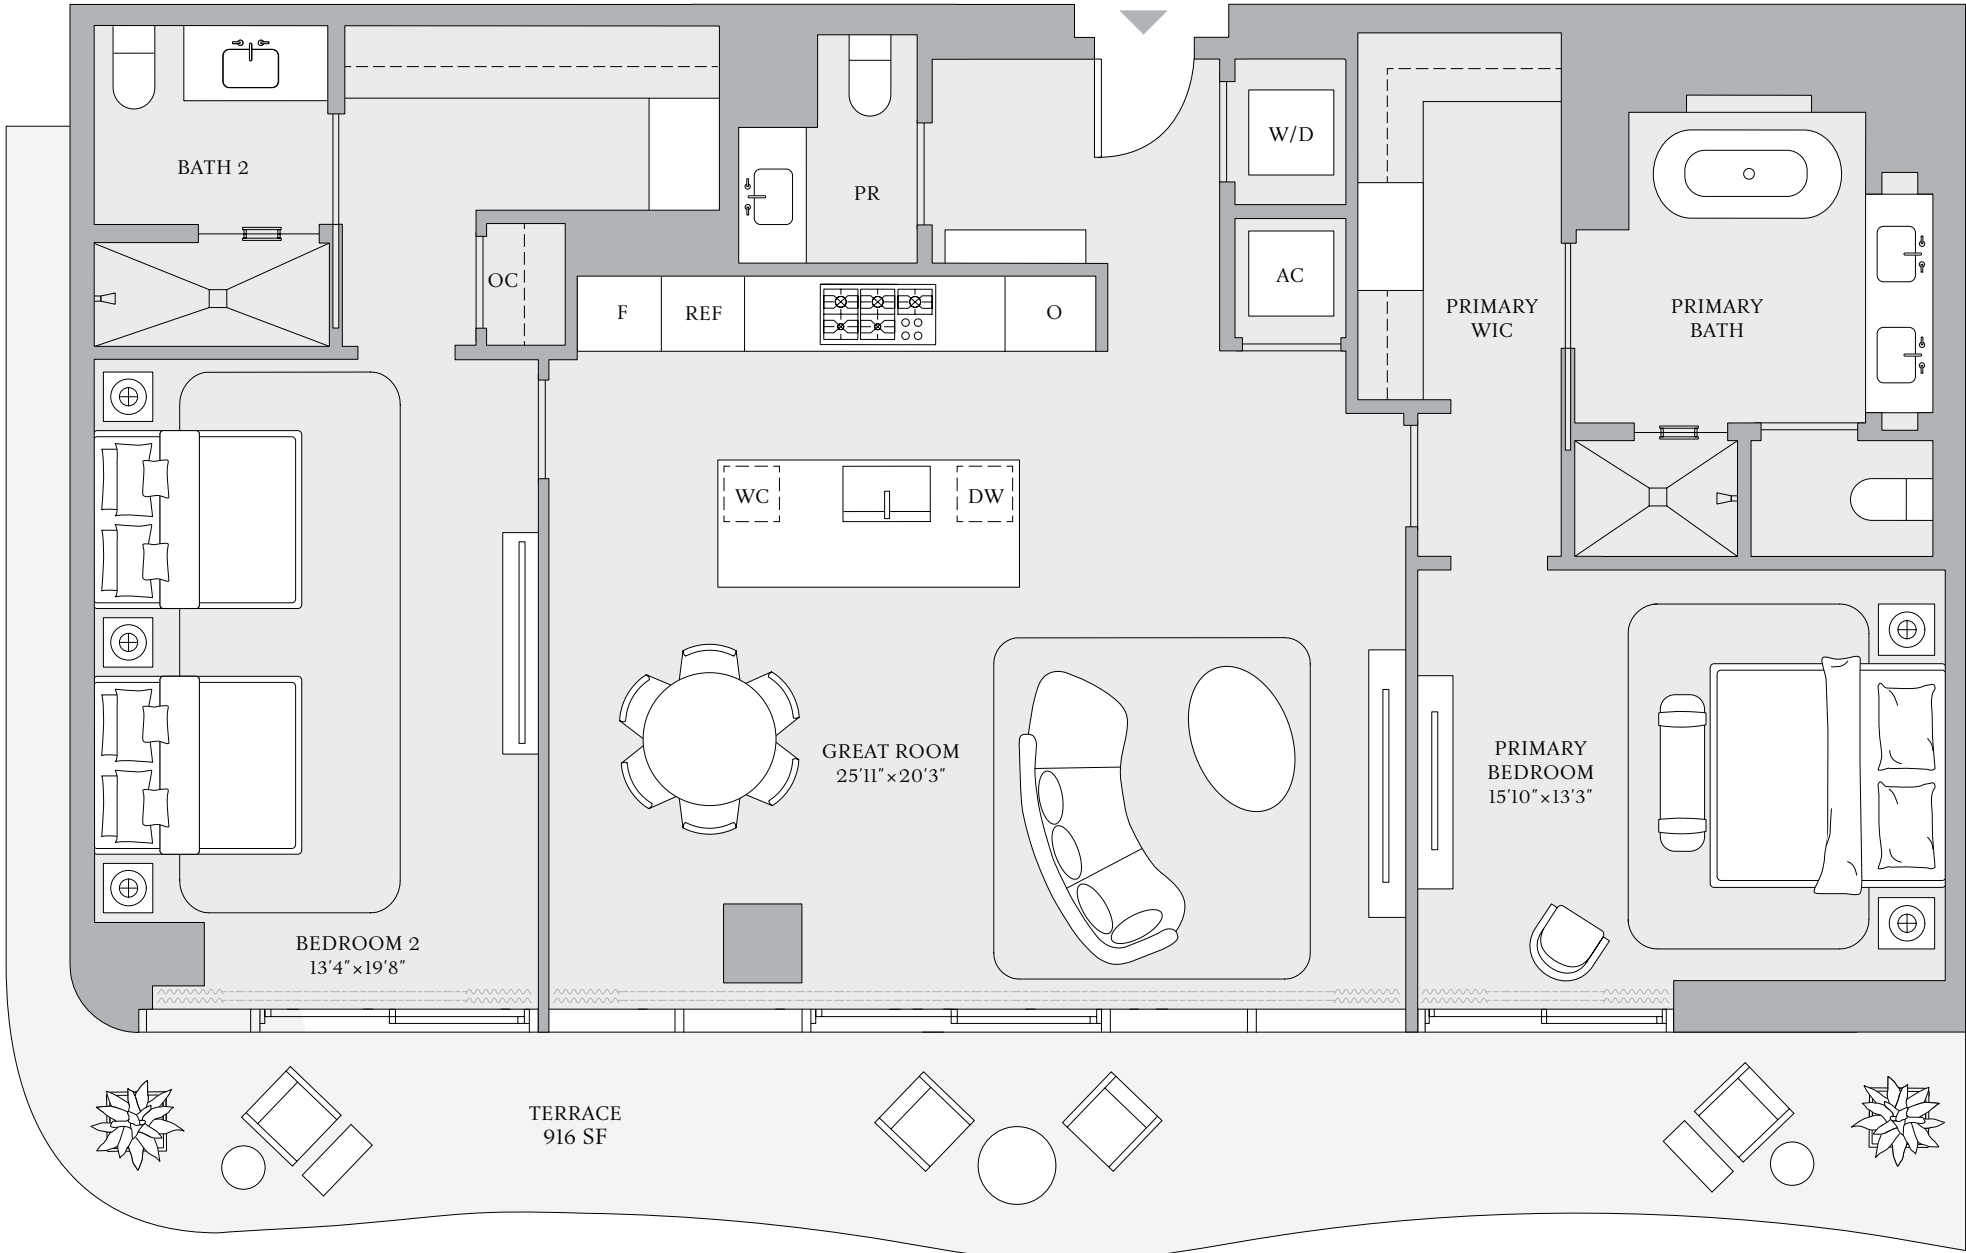 BATH 2
PR
W/D
AC
OC
F
REF
O
PRIMARY
WIC
PRIMARY
BATH
WC
DW
GREAT ROOM
25'11"×20'3"
PRIMARY
BEDROOM
15'10"×13'3"
BEDROOM 2
13'4"×19'8"
TERRACE
916 SF